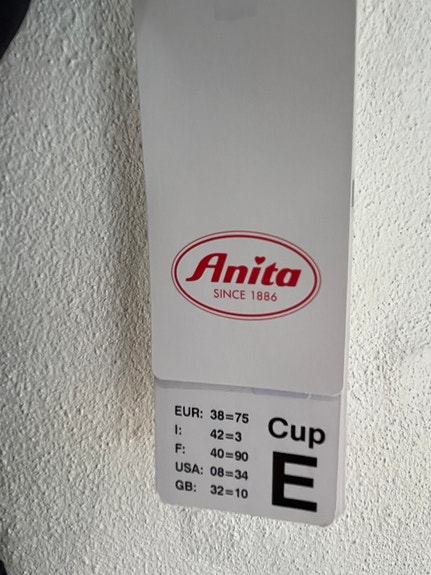 Anita
SINCE 1886
EUR: 38=75
I: 42=3
F: 40=90
USA: 08=34
GB: 32=10
Cup
E